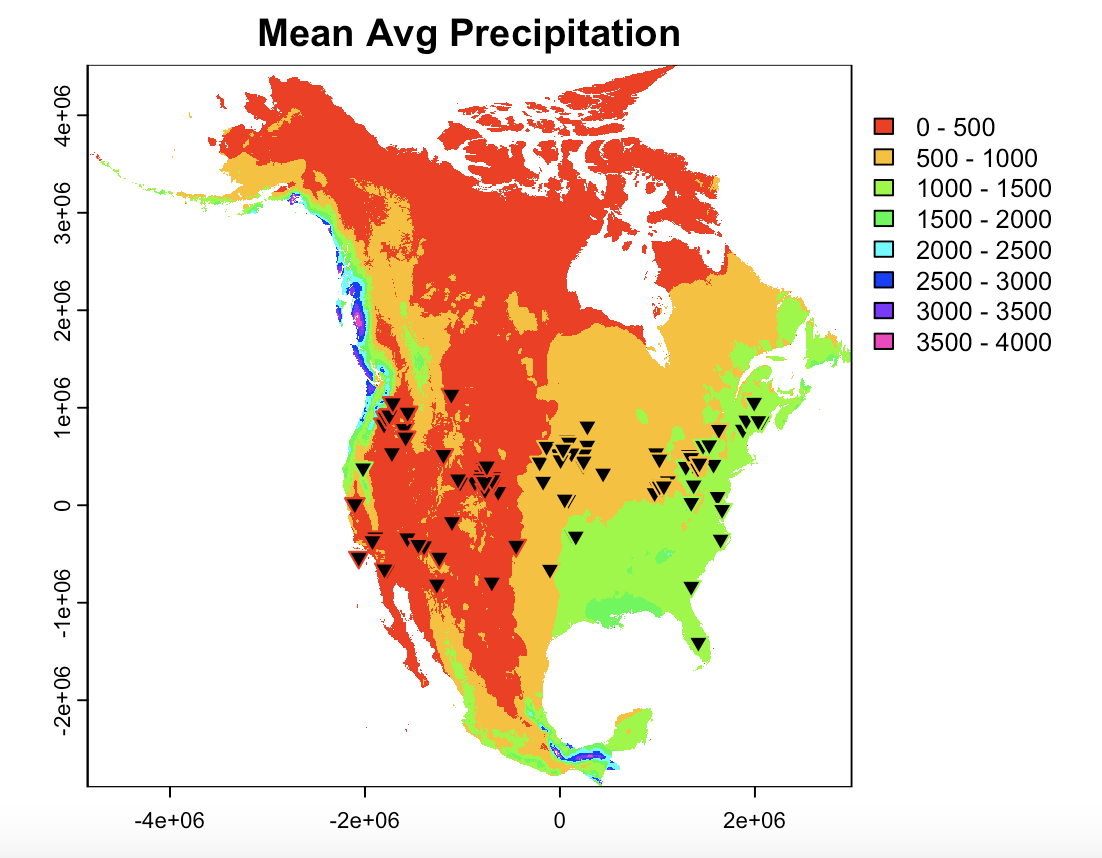 Mean Avg Precipitation
4e+06
3e+06
2e+06
1e+06
0
-1e+06
-2e+06
-4e+06
-2e+06
0
2e+06
0 - 500
500 - 1000
1000 - 1500
1500 - 2000
2000 - 2500
2500 - 3000
3000 - 3500
3500 - 4000